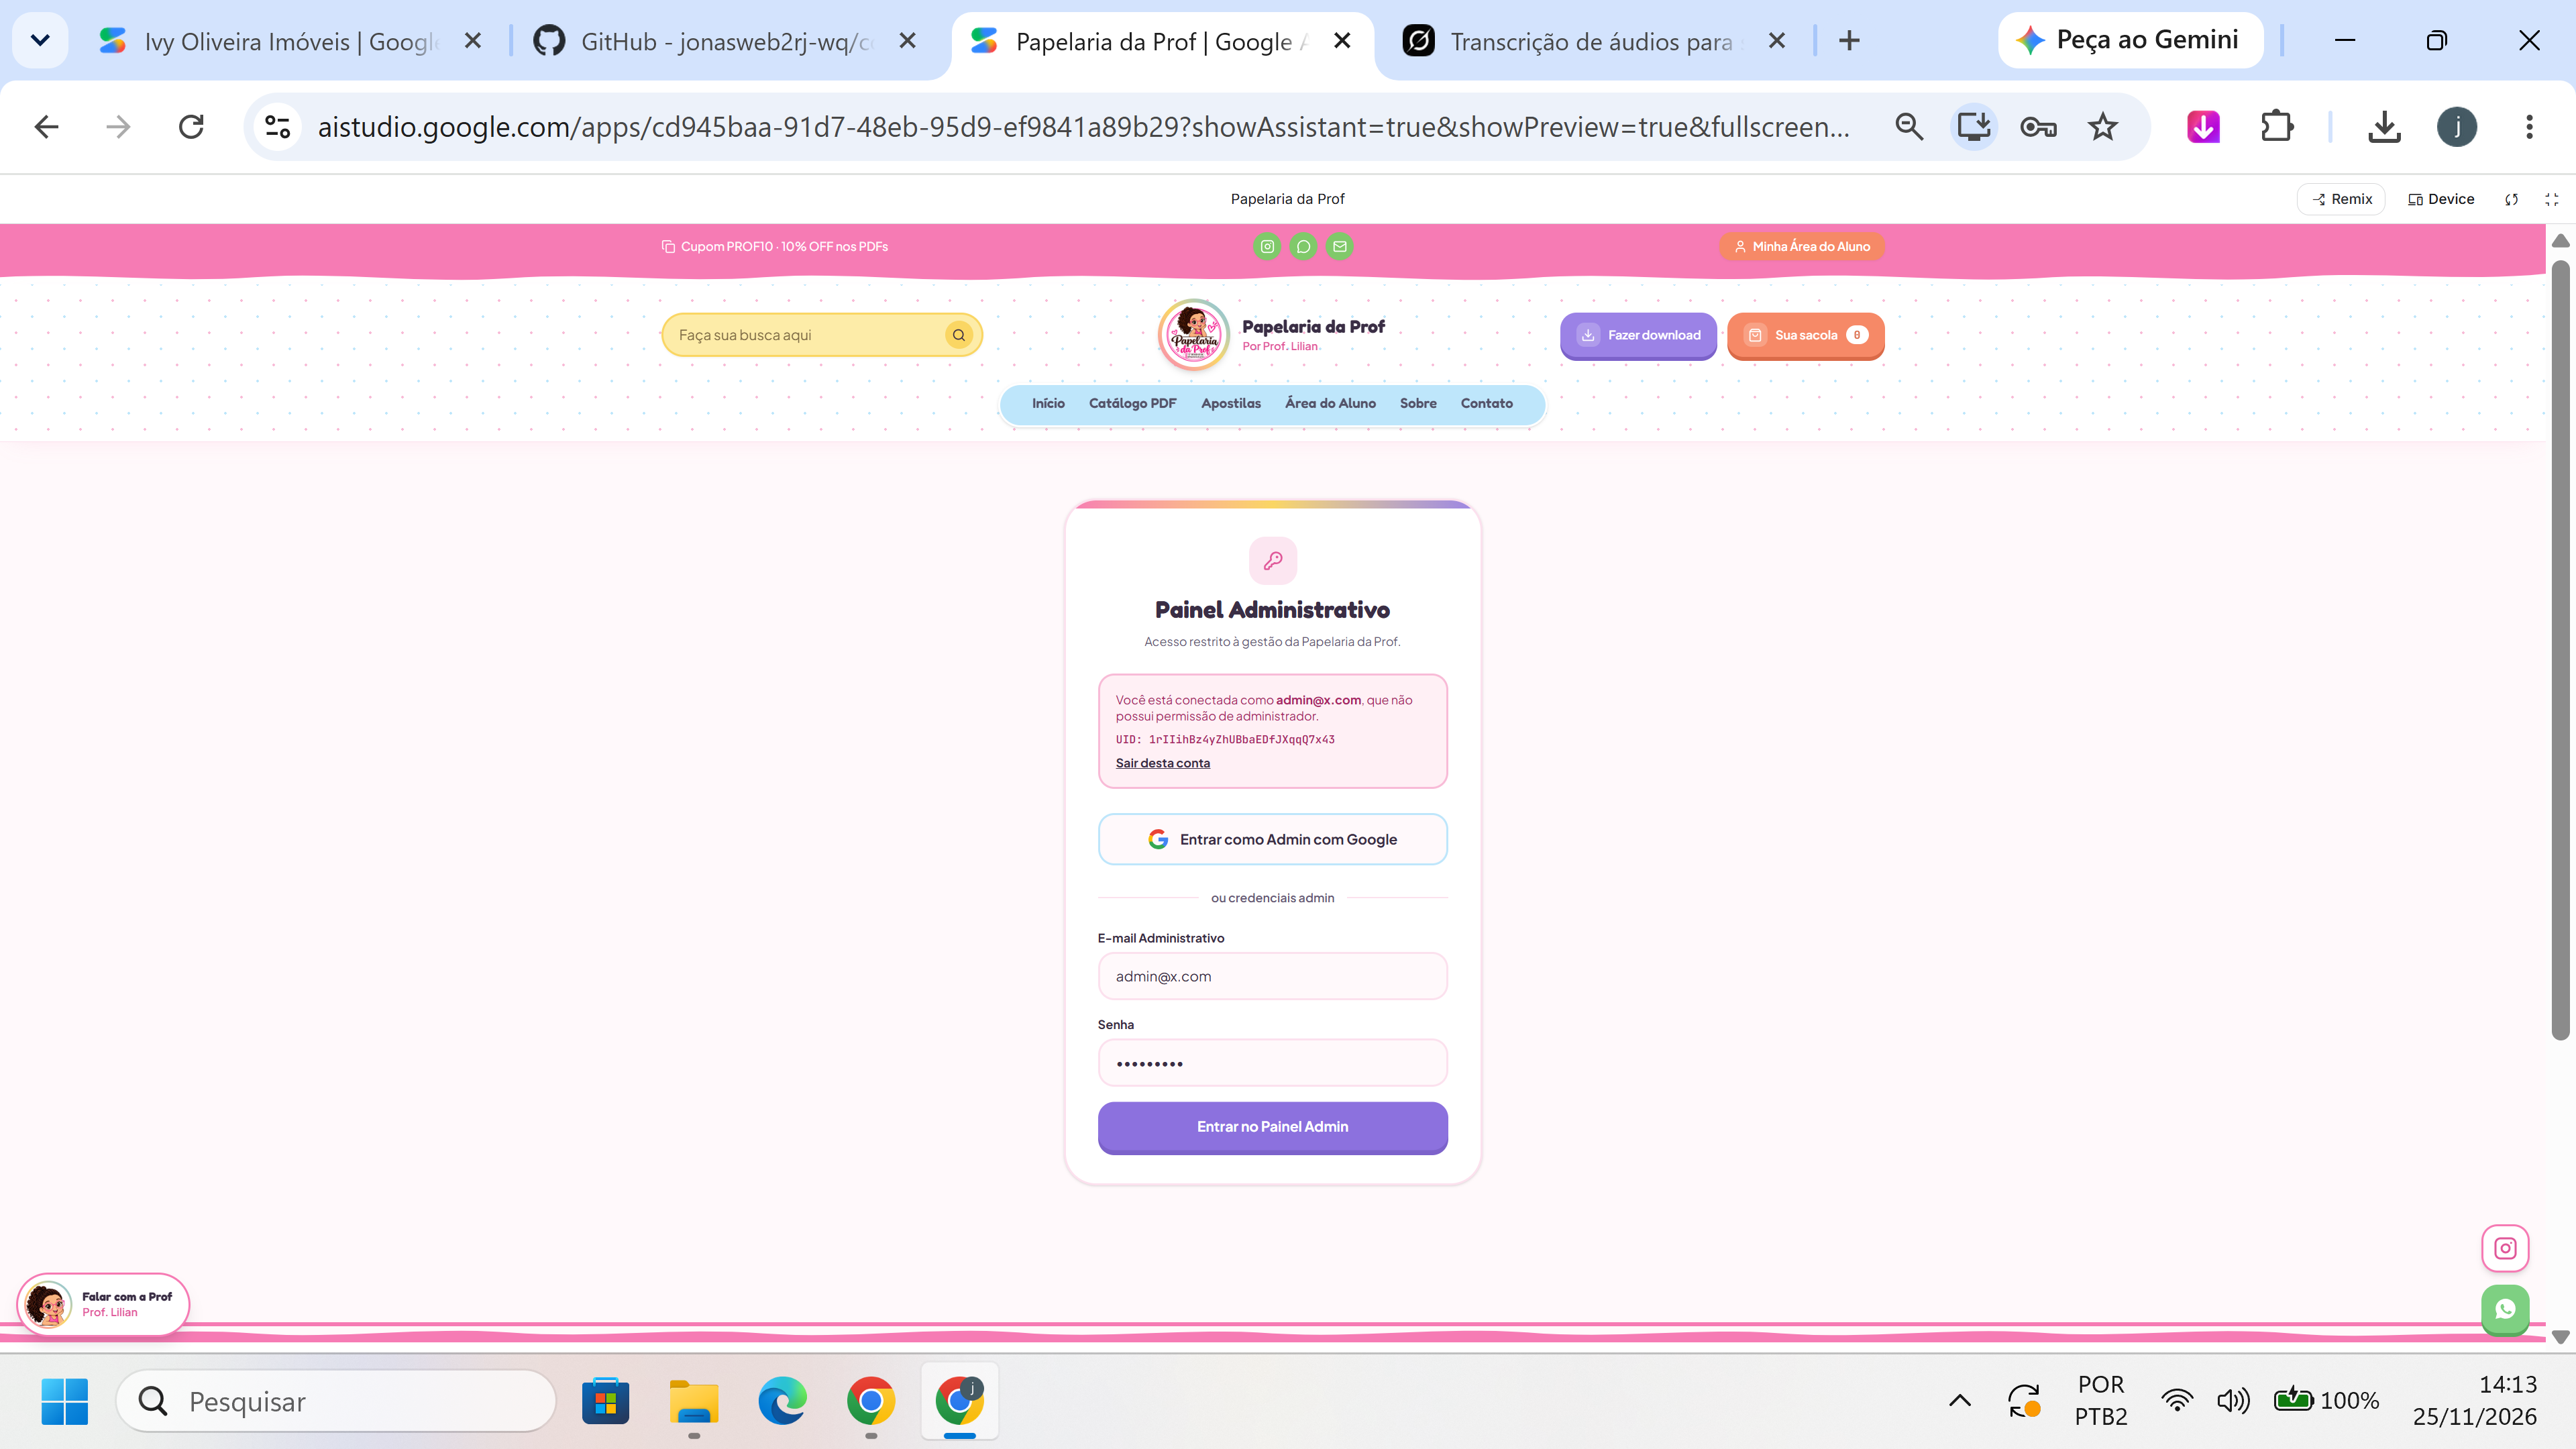 Ivy Oliveira Imóveis | Google
GitHub - jonasweb2rj-wq/co
Papelaria da Prof | Google A
Transcrição de áudios para
Peça ao Gemini
aistudio.google.com/apps/cd945baa-91d7-48eb-95d9-ef9841a89b29?showAssistant=true&showPreview=true&fullscreen...
j
Papelaria da Prof
Remix
Device
Cupom PROF10 · 10% OFF nos PDFs
Minha Área do Aluno
Faça sua busca aqui
Papelaria da Prof
Papelaria da Prof
Por Prof. Lilian
Fazer download
Sua sacola 0
Início Catálogo PDF Apostilas Área do Aluno Sobre Contato
Painel Administrativo
Acesso restrito à gestão da Papelaria da Prof.
Você está conectada como admin@x.com, que não
possui permissão de administrador.
UID: 1rIIihBz4yZhUBbaEDfJXqqQ7x43
Sair desta conta
Entrar como Admin com Google
ou credenciais admin
E-mail Administrativo
admin@x.com
Senha
•••••••••
Entrar no Painel Admin
Falar com a Prof
Prof. Lilian
Pesquisar
j
POR
PTB2
100%
14:13
25/11/2026